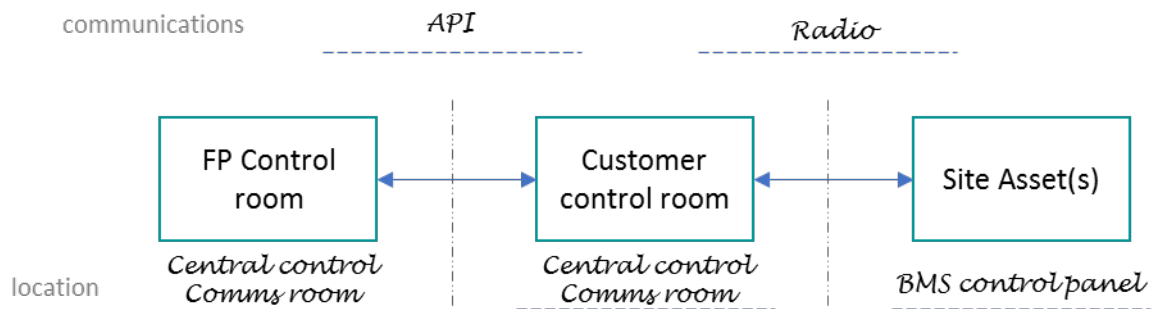 communications
API
Radio
FP Control
room
Customer
control room
Site Asset(s)
location
Central control
Comms room
Central control
Comms room
BMS control panel